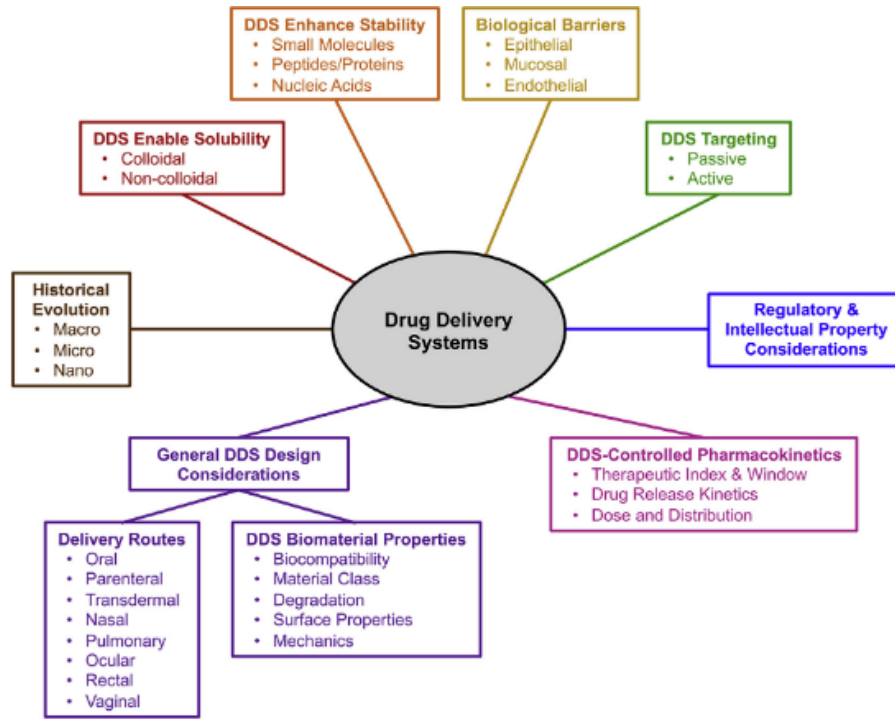 DDS Enhance Stability
• Small Molecules
• Peptides/Proteins
• Nucleic Acids
Biological Barriers
• Epithelial
• Mucosal
• Endothelial
DDS Enable Solubility
• Colloidal
• Non-colloidal
DDS Targeting
• Passive
• Active
Historical
Evolution
• Macro
• Micro
• Nano
Drug Delivery
Systems
Regulatory &
Intellectual Property
Considerations
General DDS Design
Considerations
DDS-Controlled Pharmacokinetics
• Therapeutic Index & Window
• Drug Release Kinetics
• Dose and Distribution
Delivery Routes
• Oral
• Parenteral
• Transdermal
• Nasal
• Pulmonary
• Ocular
• Rectal
• Vaginal
DDS Biomaterial Properties
• Biocompatibility
• Material Class
• Degradation
• Surface Properties
• Mechanics